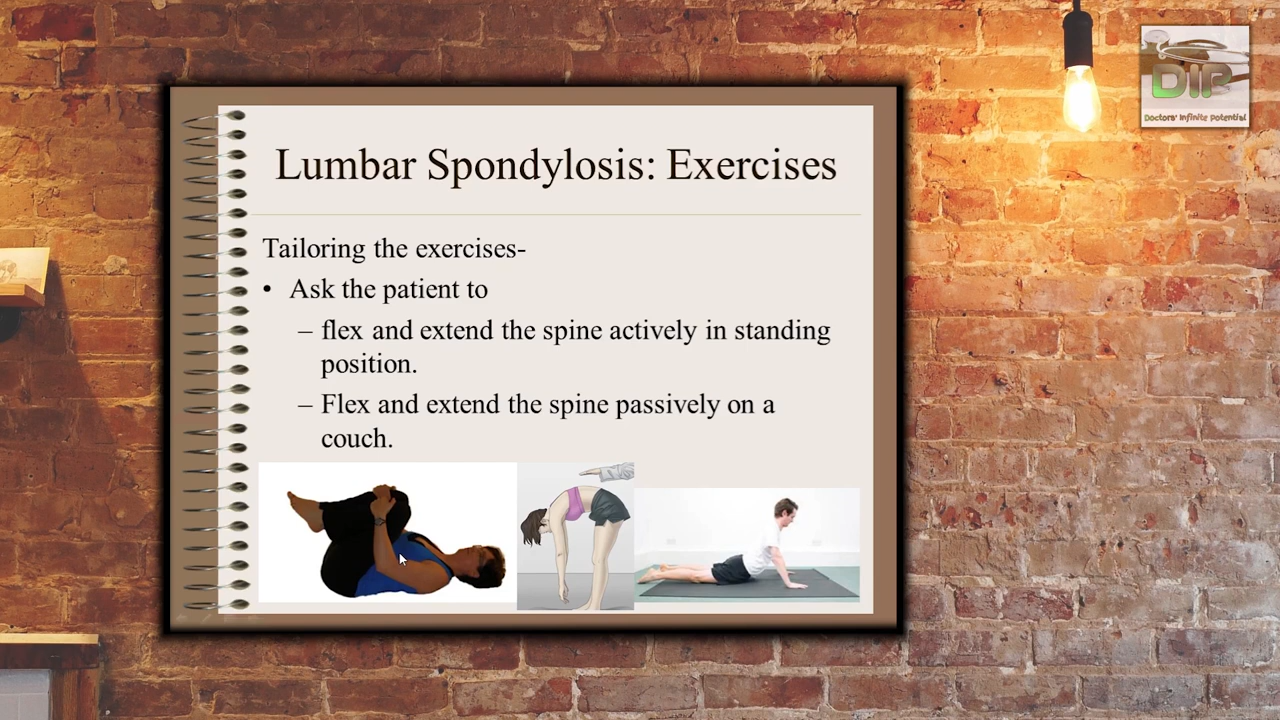 DIP
Doctors' Infinite Potential
Lumbar Spondylosis: Exercises
Tailoring the exercises-
• Ask the patient to
– flex and extend the spine actively in standing
position.
– Flex and extend the spine passively on a
couch.